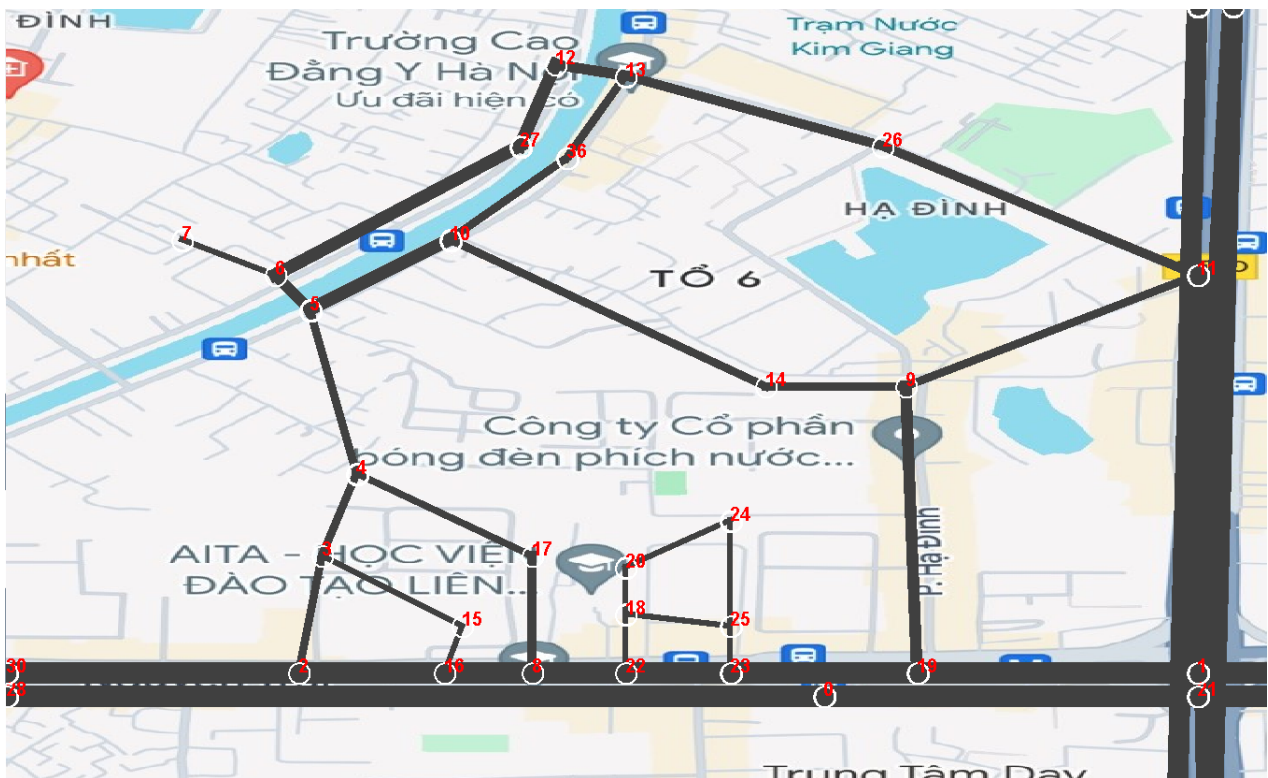 ĐÌNH
Trạm Nước
Kim Giang
Trường Cao
Đẳng Y Hà Nội
Ưu đãi hiện có
12
13
37
36
26
HẠ ĐÌNH
7
10
nhất
6
TỔ 6
11
5
14
9
Công ty Cổ phần
bóng đèn phích nước...
4
24
AITA - HỌC VIỆN
ĐÀO TẠO LIÊN...
3
17
20
P. Hạ Đình
15
18
25
30
2
16
8
22
23
19
1
28
0
21
Trung Tâm Dạy